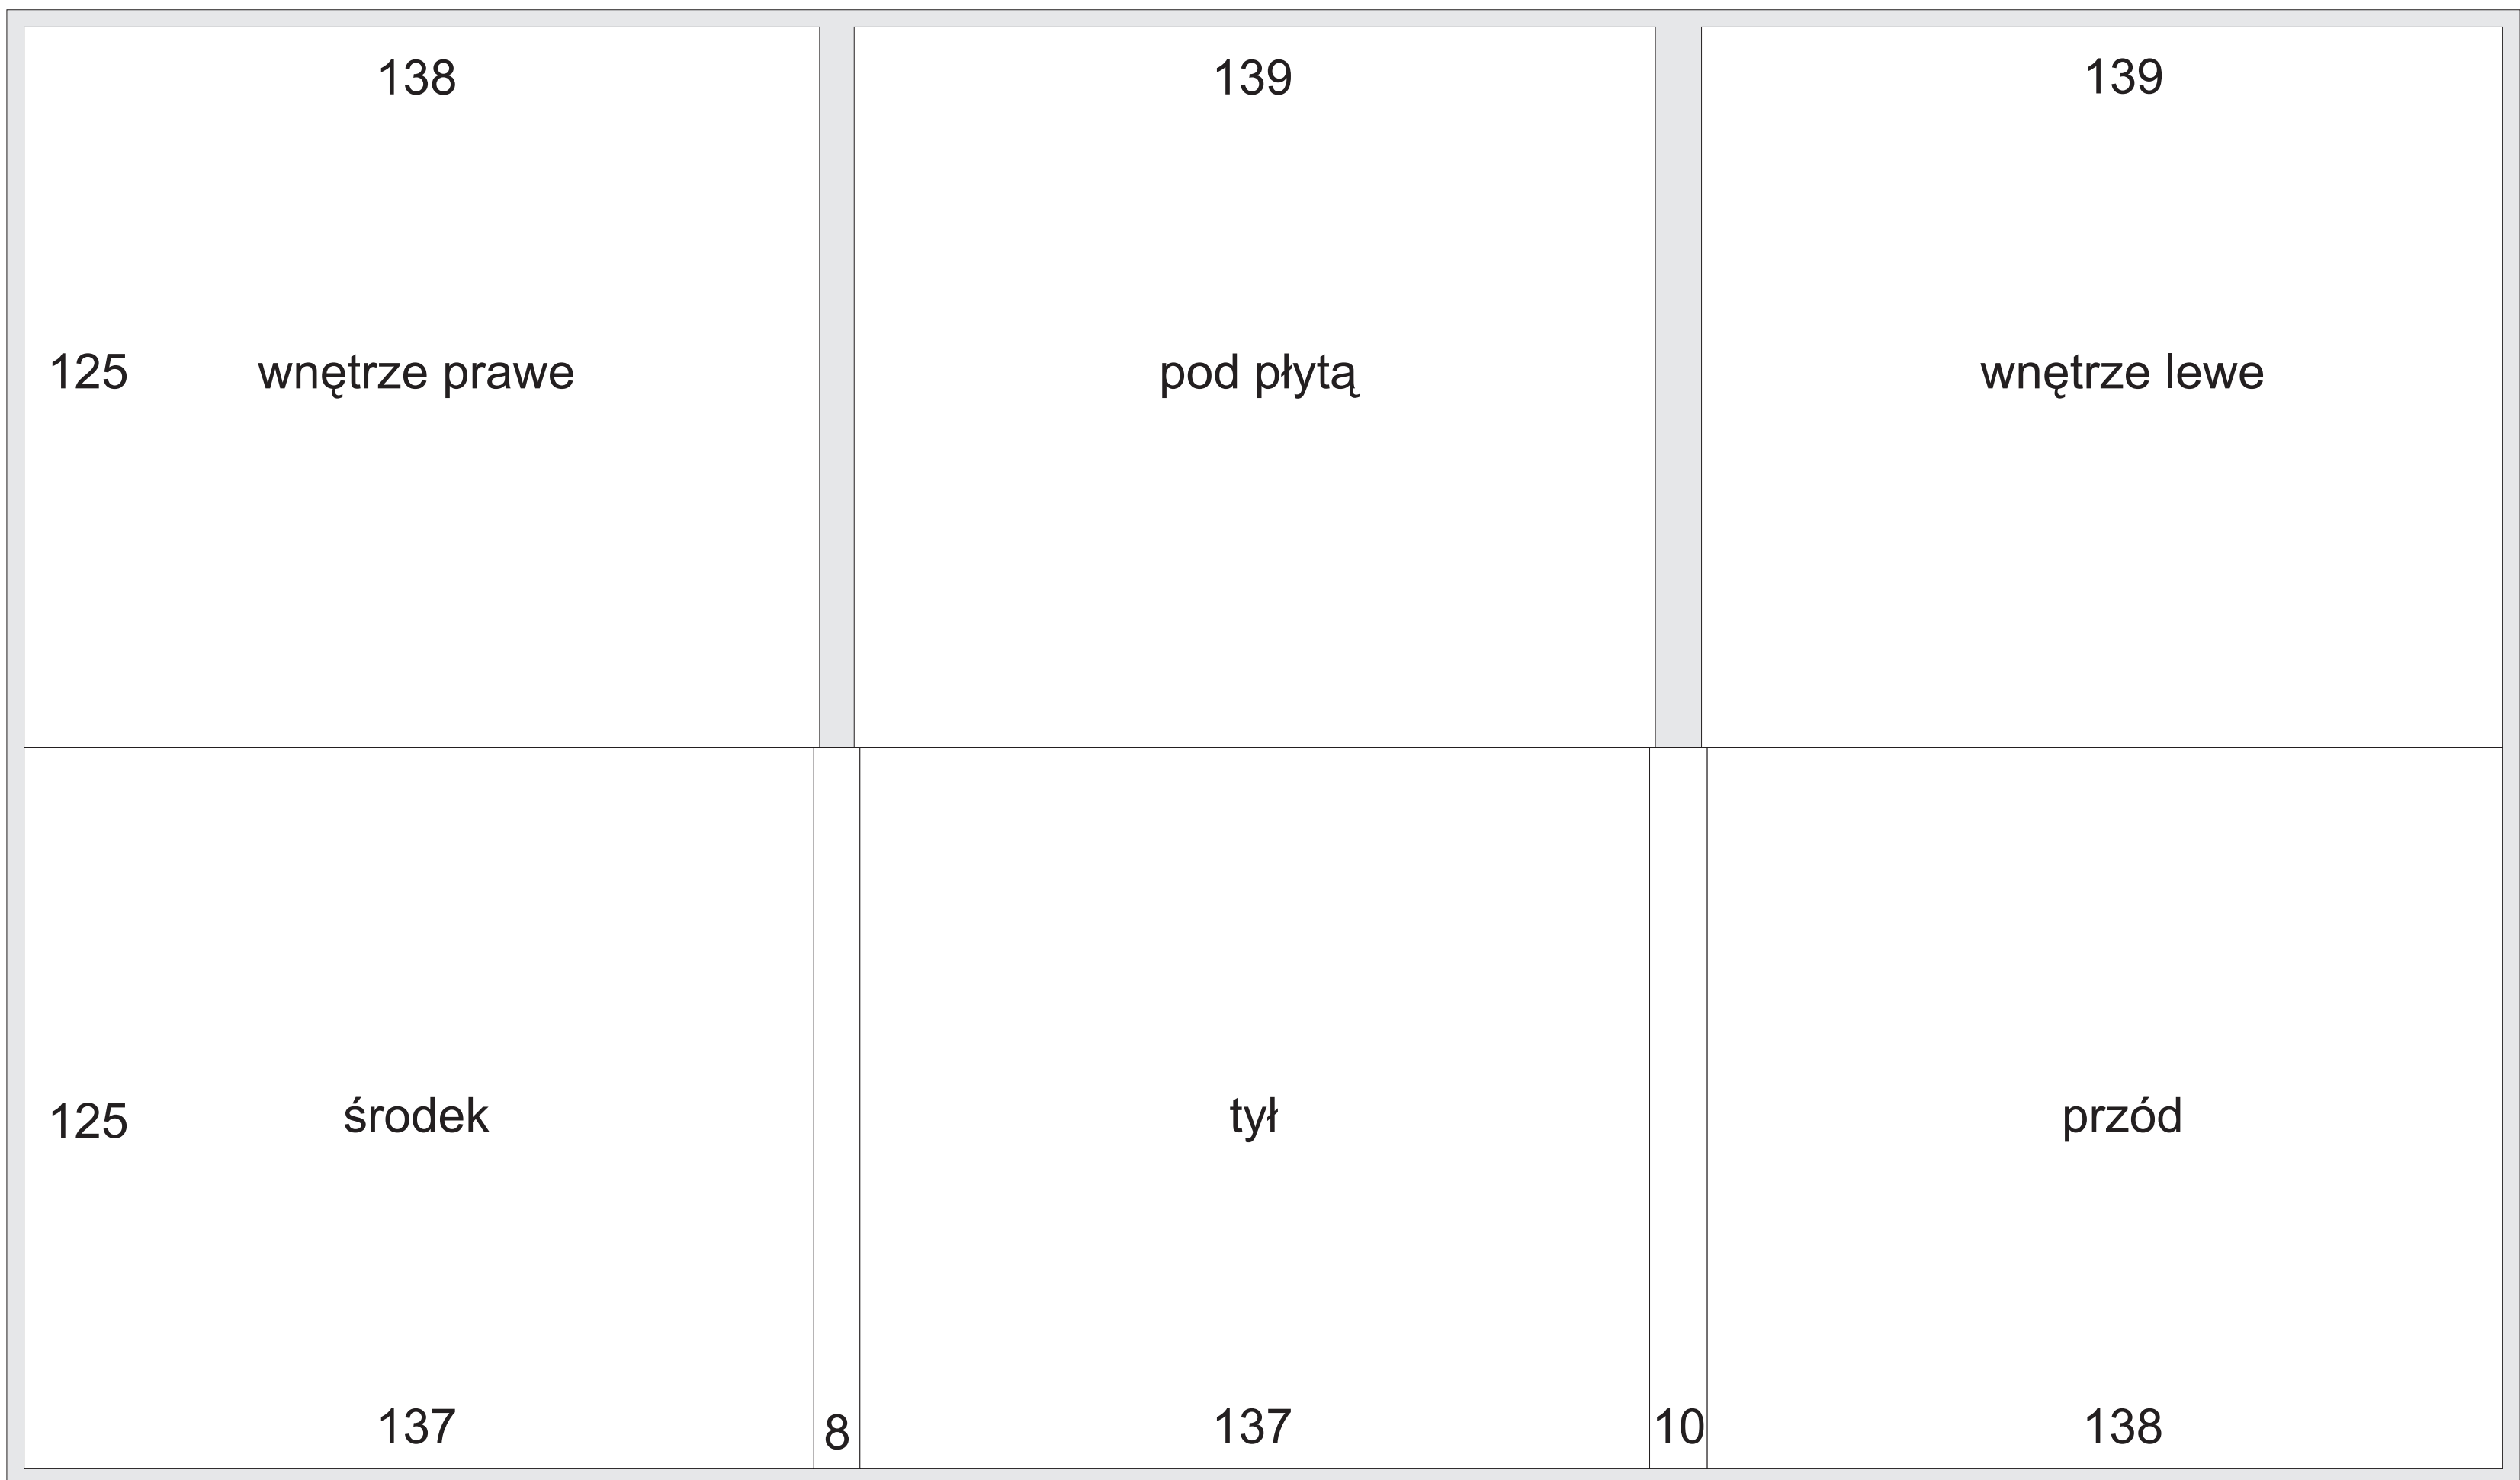 138 139 139
125 wnętrze prawe pod płytą wnętrze lewe
125 środek tył przód
137 8 137 10 138